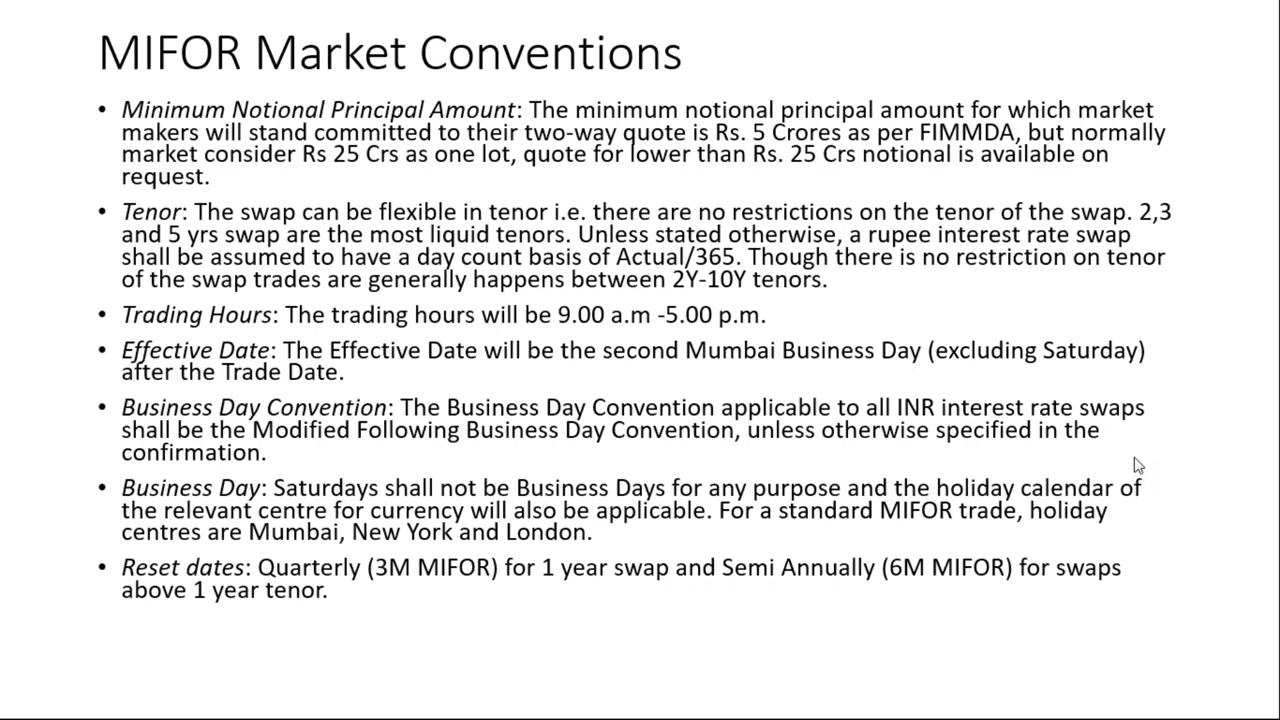 MIFOR Market Conventions
• Minimum Notional Principal Amount: The minimum notional principal amount for which market
makers will stand committed to their two-way quote is Rs. 5 Crores as per FIMMDA, but normally
market consider Rs 25 Crs as one lot, quote for lower than Rs. 25 Crs notional is available on
request.
• Tenor: The swap can be flexible in tenor i.e. there are no restrictions on the tenor of the swap. 2,3
and 5 yrs swap are the most liquid tenors. Unless stated otherwise, a rupee interest rate swap
shall be assumed to have a day count basis of Actual/365. Though there is no restriction on tenor
of the swap trades are generally happens between 2Y-10Y tenors.
• Trading Hours: The trading hours will be 9.00 a.m -5.00 p.m.
• Effective Date: The Effective Date will be the second Mumbai Business Day (excluding Saturday)
after the Trade Date.
• Business Day Convention: The Business Day Convention applicable to all INR interest rate swaps
shall be the Modified Following Business Day Convention, unless otherwise specified in the
confirmation.
• Business Day: Saturdays shall not be Business Days for any purpose and the holiday calendar of
the relevant centre for currency will also be applicable. For a standard MIFOR trade, holiday
centres are Mumbai, New York and London.
• Reset dates: Quarterly (3M MIFOR) for 1 year swap and Semi Annually (6M MIFOR) for swaps
above 1 year tenor.